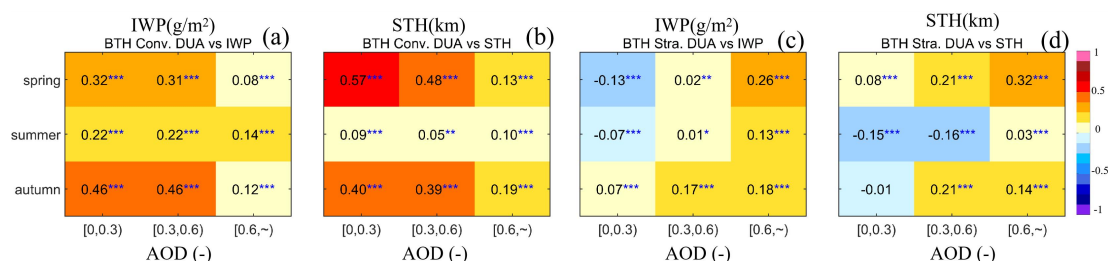 IWP(g/m²)
BTH Conv. DUA vs IWP (a)
spring 0.32*** 0.31*** 0.08***
summer 0.22*** 0.22*** 0.14***
autumn 0.46*** 0.46*** 0.12***
[0,0.3) [0.3,0.6) [0.6,~)
AOD (-)
STH(km)
BTH Conv. DUA vs STH (b)
0.57*** 0.48*** 0.13***
0.09*** 0.05** 0.10***
0.40*** 0.39*** 0.19***
[0,0.3) [0.3,0.6) [0.6,~)
AOD (-)
IWP(g/m²)
BTH Stra. DUA vs IWP (c)
-0.13*** 0.02** 0.26***
-0.07*** 0.01* 0.13***
0.07*** 0.17*** 0.18***
[0,0.3) [0.3,0.6) [0.6,~)
AOD (-)
STH(km)
BTH Stra. DUA vs STH (d)
0.08*** 0.21*** 0.32***
-0.15*** -0.16*** 0.03***
-0.01 0.21*** 0.14***
[0,0.3) [0.3,0.6) [0.6,~)
AOD (-)
1
0.5
0
-0.5
-1